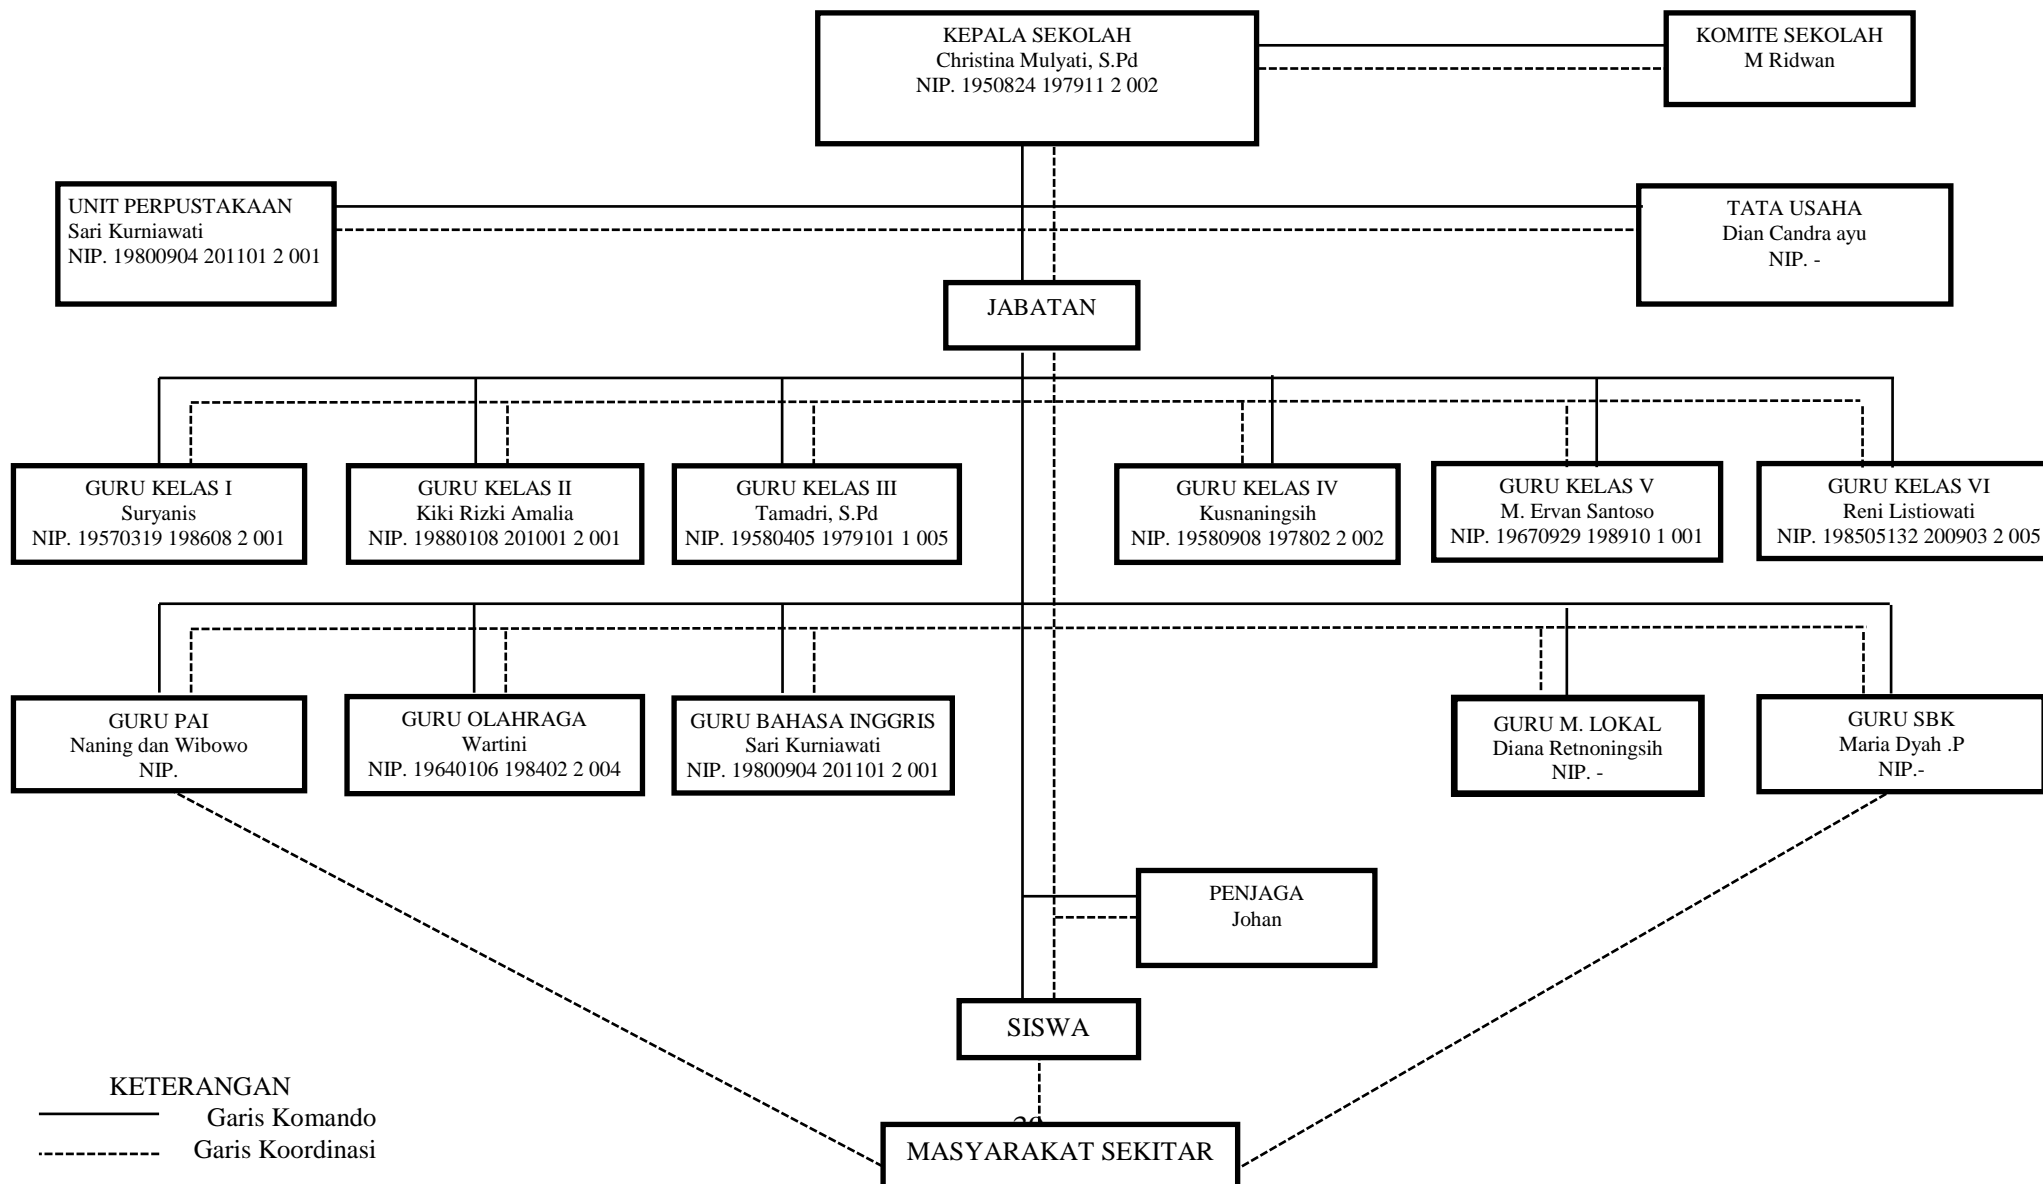 KEPALA SEKOLAH
Christina Mulyati, S.Pd
NIP. 1950824 197911 2 002
KOMITE SEKOLAH
M Ridwan
UNIT PERPUSTAKAAN
Sari Kurniawati
NIP. 19800904 201101 2 001
TATA USAHA
Dian Candra ayu
NIP. -
JABATAN
GURU KELAS I
Suryanis
NIP. 19570319 198608 2 001
GURU KELAS II
Kiki Rizki Amalia
NIP. 19880108 201001 2 001
GURU KELAS III
Tamadri, S.Pd
NIP. 19580405 1979101 1 005
GURU KELAS IV
Kusnaningsih
NIP. 19580908 197802 2 002
GURU KELAS V
M. Ervan Santoso
NIP. 19670929 198910 1 001
GURU KELAS VI
Reni Listiowati
NIP. 198505132 200903 2 005
GURU PAI
Naning dan Wibowo
NIP.
GURU OLAHRAGA
Wartini
NIP. 19640106 198402 2 004
GURU BAHASA INGGRIS
Sari Kurniawati
NIP. 19800904 201101 2 001
GURU M. LOKAL
Diana Retnoningsih
NIP. -
GURU SBK
Maria Dyah .P
NIP.-
PENJAGA
Johan
SISWA
KETERANGAN
Garis Komando
Garis Koordinasi
MASYARAKAT SEKITAR